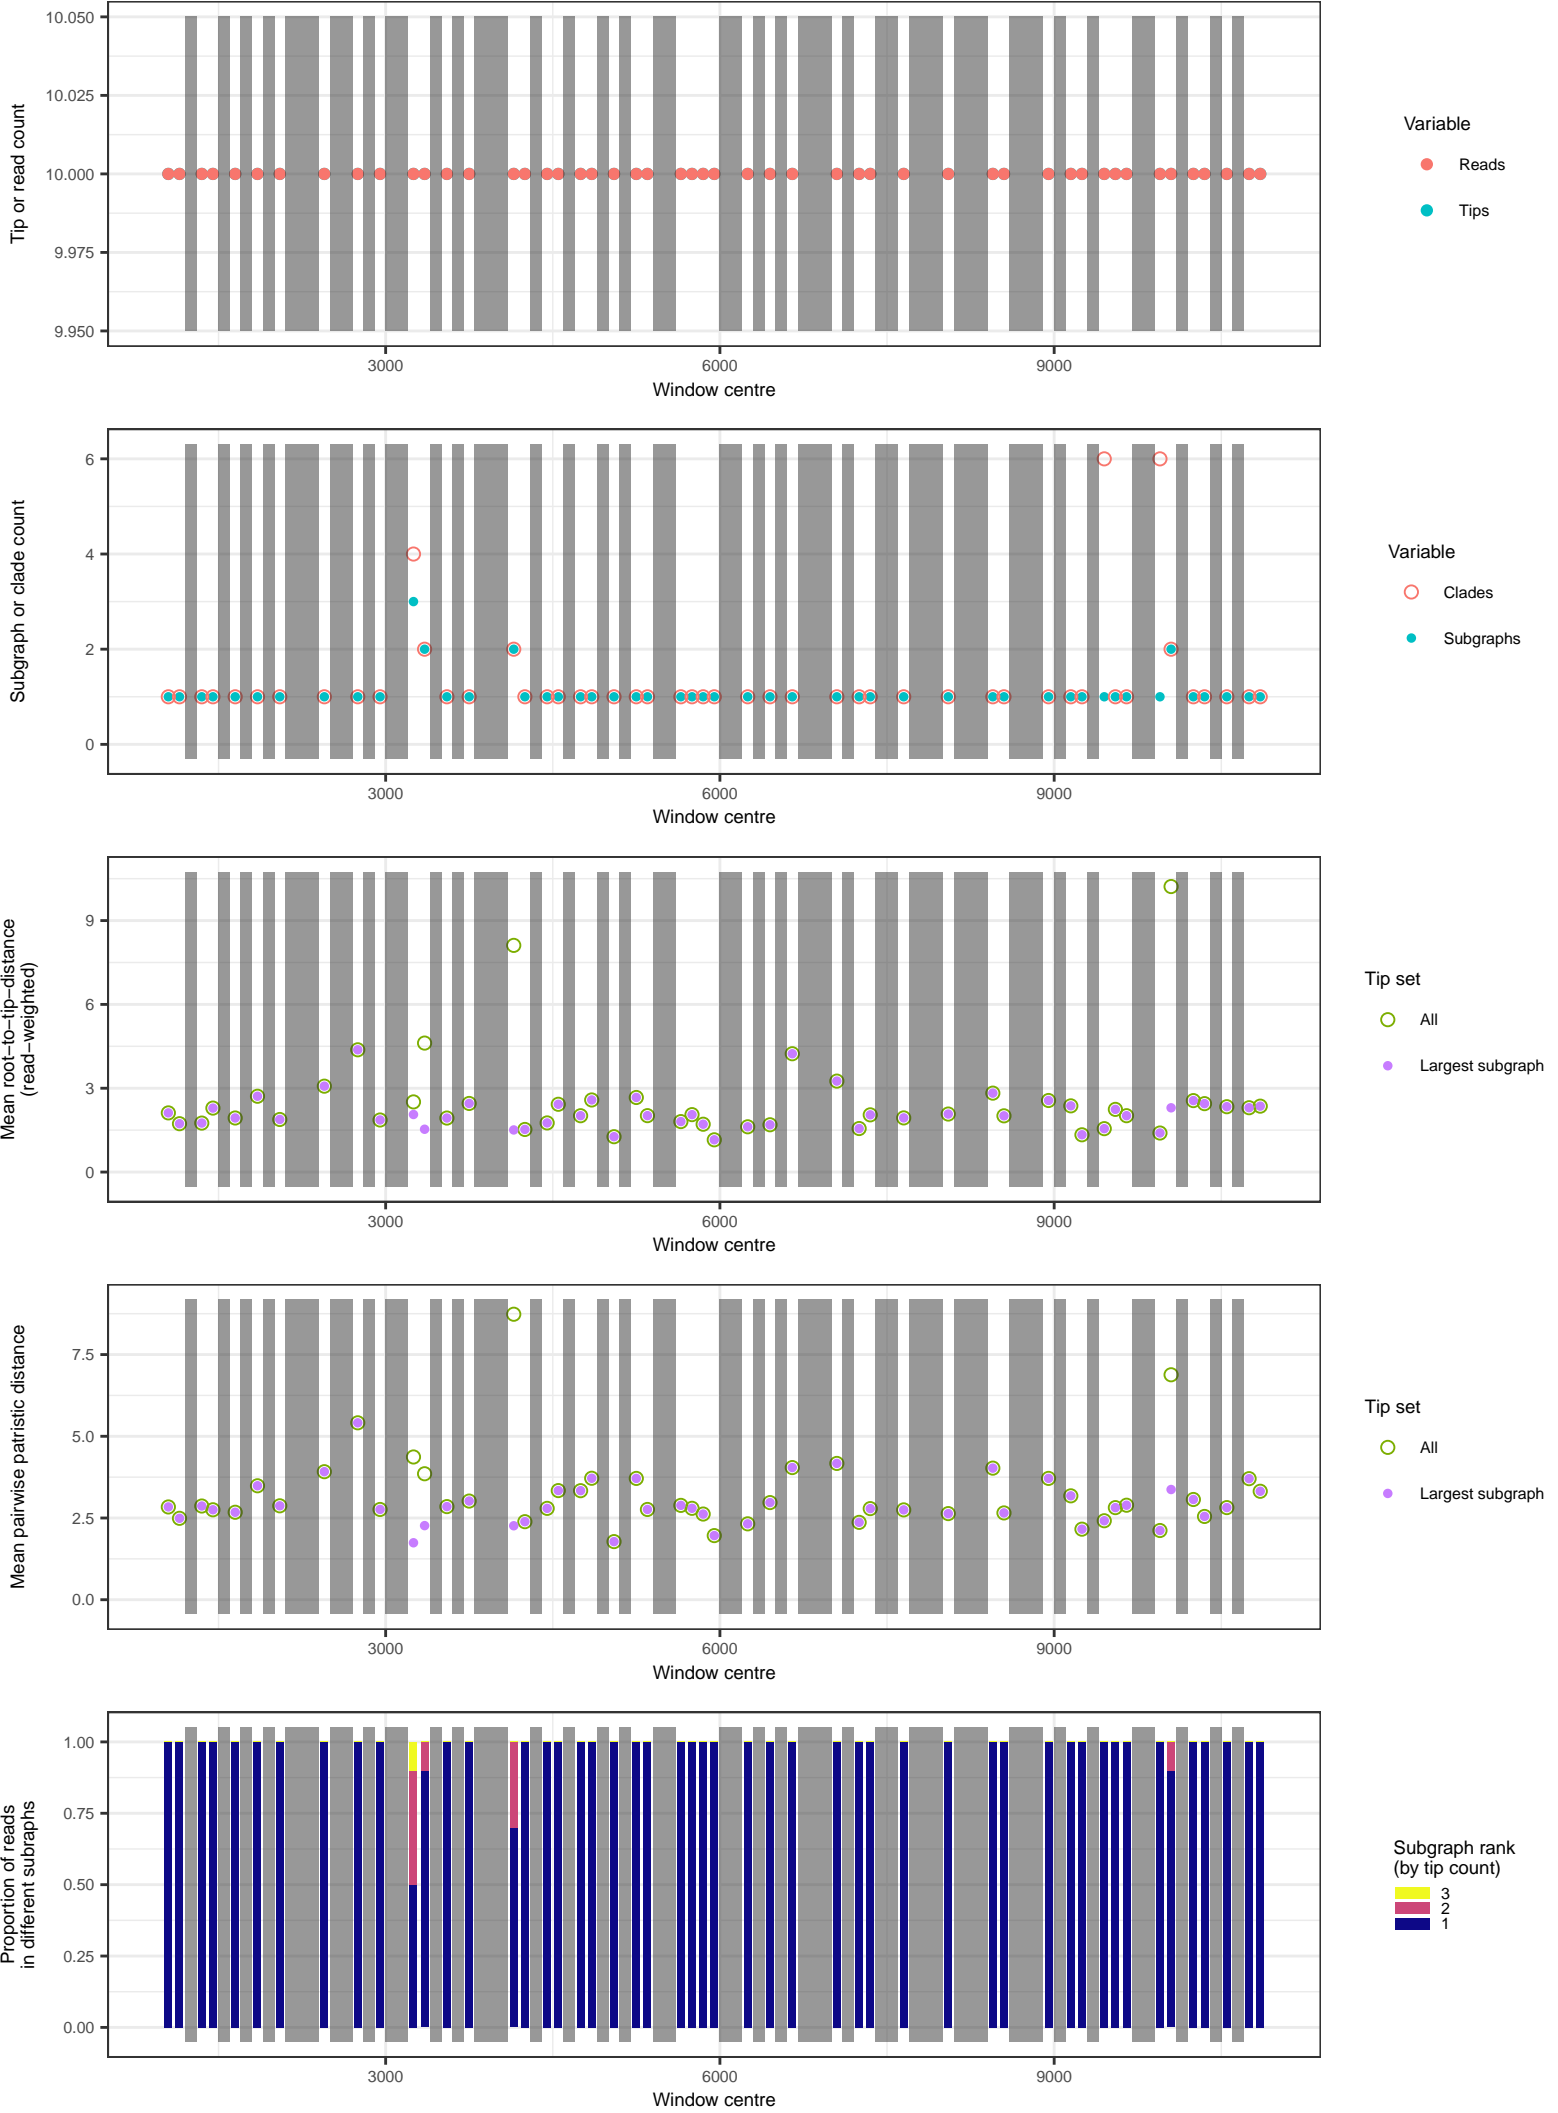 10.050
10.025
10.000
9.975
9.950
Tip or read count
3000
6000
9000
Window centre
Variable
Reads
Tips
6
4
2
0
Subgraph or clade count
3000
6000
9000
Window centre
Variable
Clades
Subgraphs
9
6
3
0
Mean root−to−tip−distance
(read−weighted)
3000
6000
9000
Window centre
Tip set
All
Largest subgraph
7.5
5.0
2.5
0.0
Mean pairwise patristic distance
3000
6000
9000
Window centre
Tip set
All
Largest subgraph
1.00
0.75
0.50
0.25
0.00
Proportion of reads
in different subraphs
3000
6000
9000
Window centre
Subgraph rank
(by tip count)
3
2
1